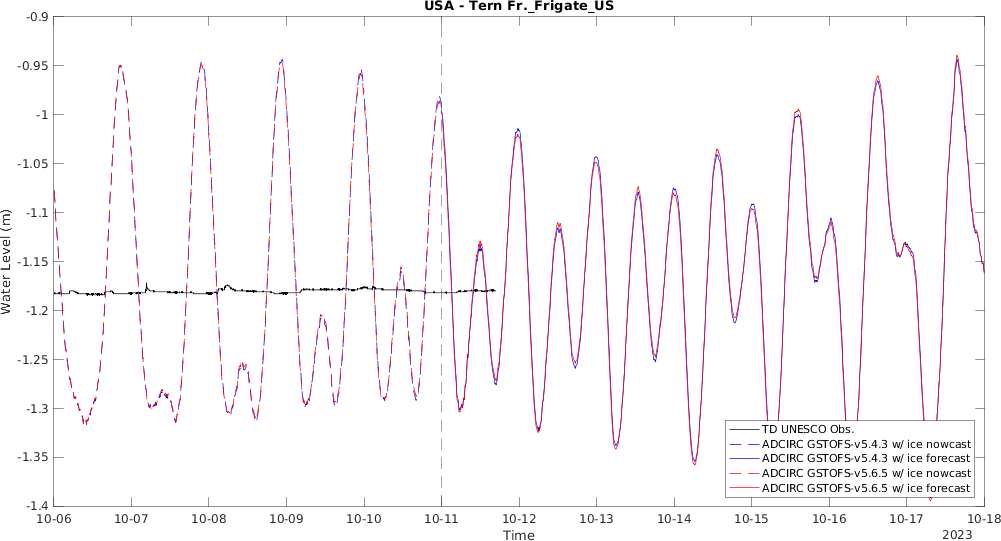 USA - Tern Fr._Frigate_US
-0.9
-0.95
-1
-1.05
-1.1
-1.15
-1.2
-1.25
-1.3
-1.35
-1.4
Water Level (m)
TD UNESCO Obs.
ADCIRC GSTOFS-v5.4.3 w/ ice nowcast
ADCIRC GSTOFS-v5.4.3 w/ ice forecast
ADCIRC GSTOFS-v5.6.5 w/ ice nowcast
ADCIRC GSTOFS-v5.6.5 w/ ice forecast
10-06 10-07 10-08 10-09 10-10 10-11 10-12 10-13 10-14 10-15 10-16 10-17 10-18
Time
2023